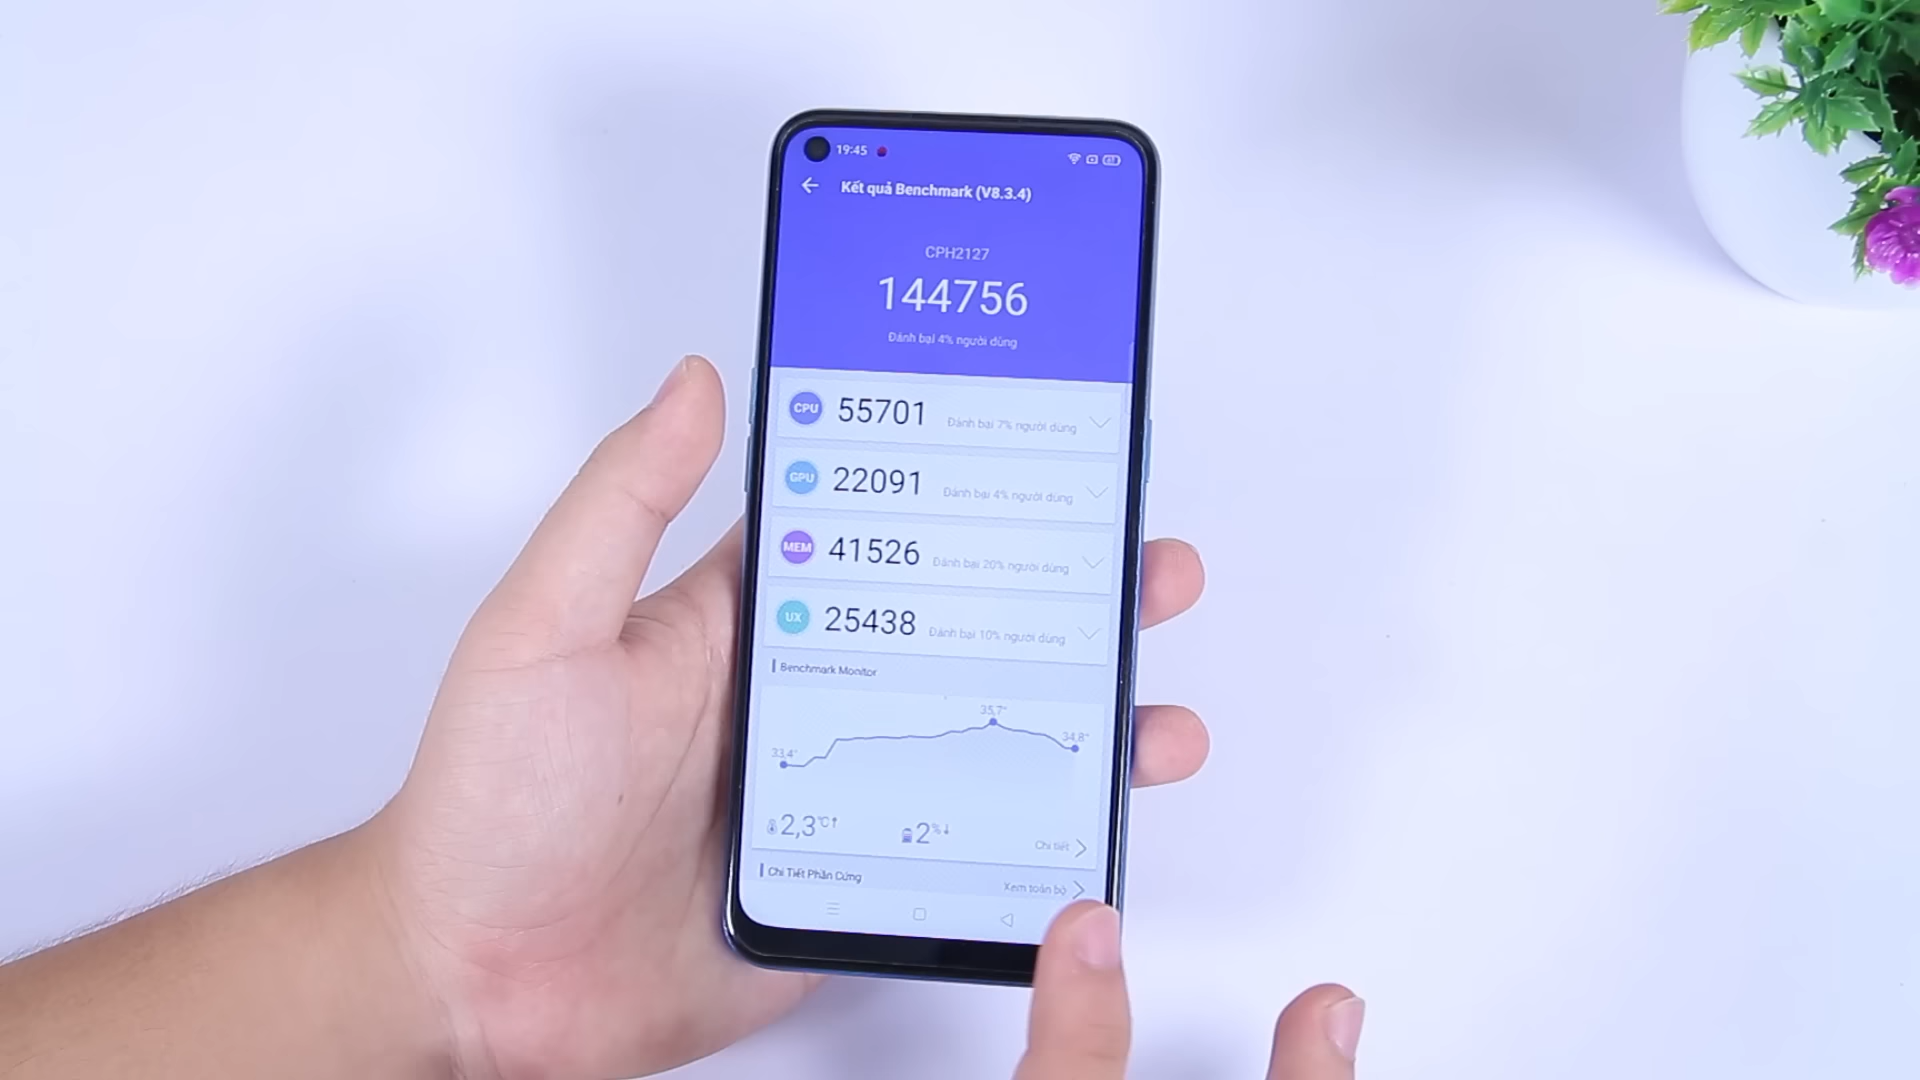 19:45
67
Kết quả Benchmark (V8.3.4)
CPH2127
144756
Đánh bại 4% người dùng
CPU 55701 Đánh bại 7% người dùng
GPU 22091 Đánh bại 4% người dùng
MEM 41526 Đánh bại 20% người dùng
UX 25438 Đánh bại 10% người dùng
Benchmark Monitor
33,4°
35,7°
34,8°
2,3°C↑
2%↓
Chi tiết
Chi Tiết Phần Cứng
Xem toàn bộ